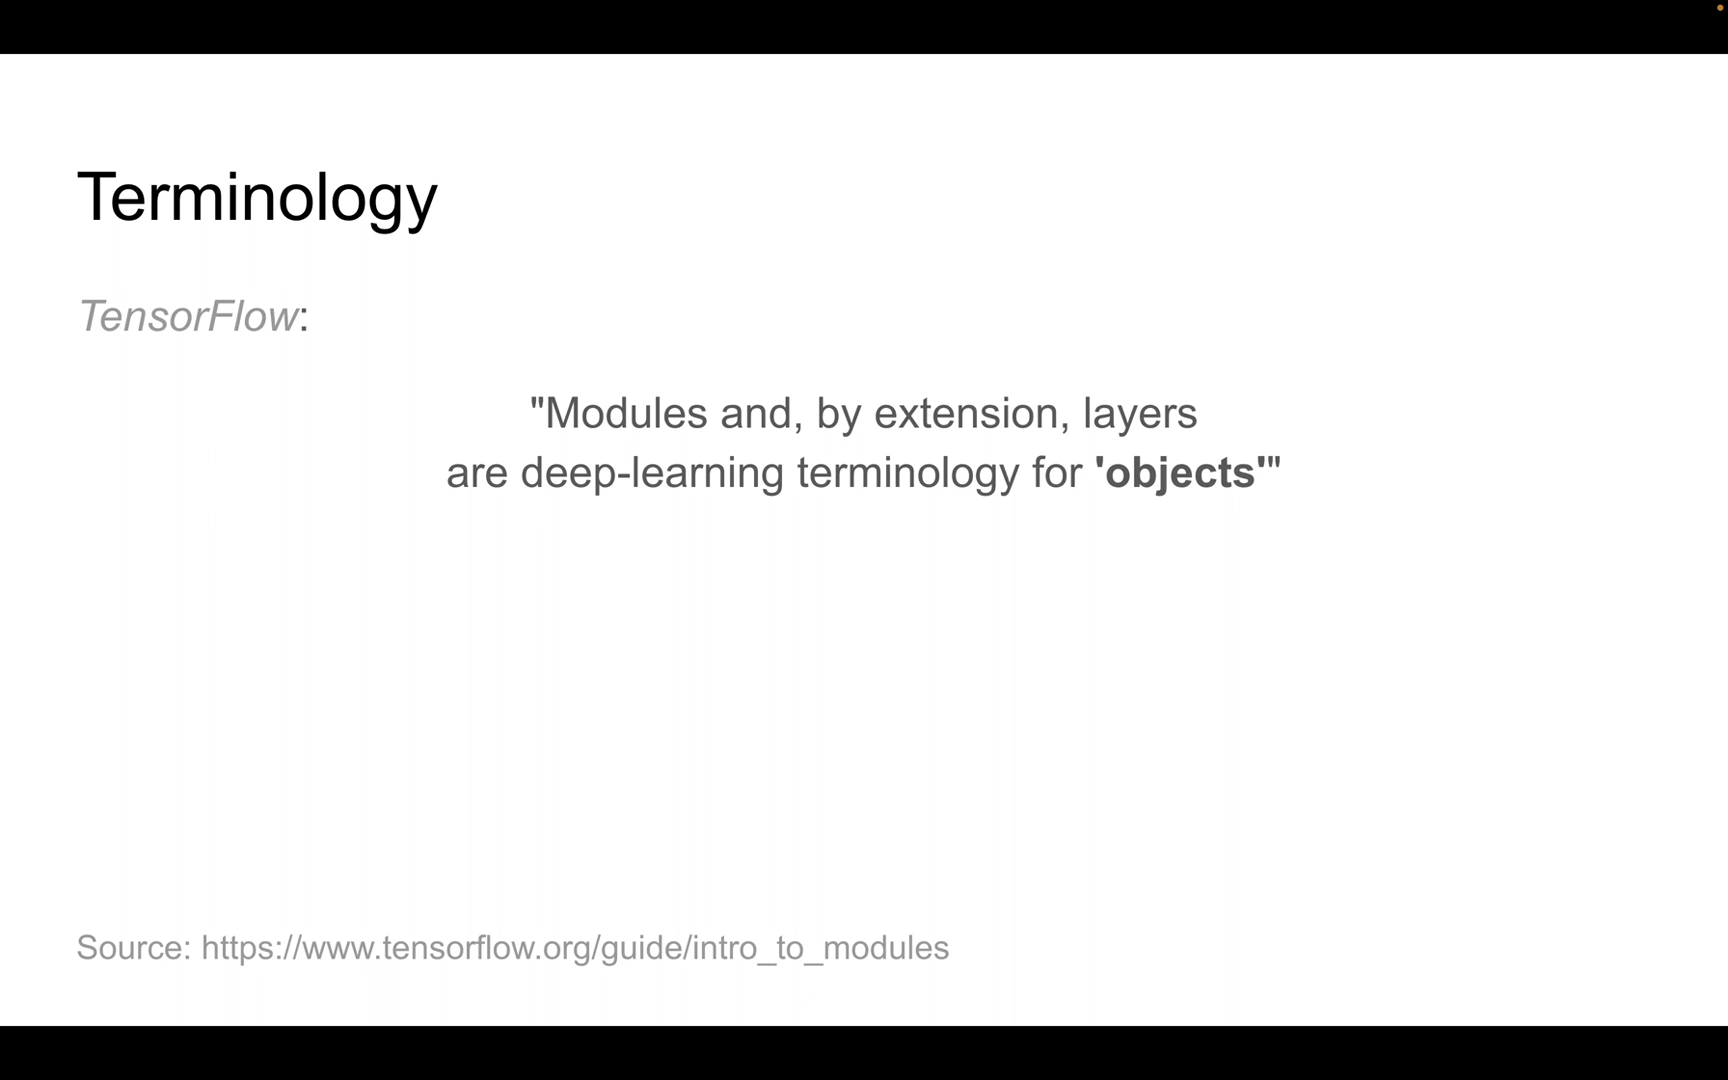 Terminology
TensorFlow:
"Modules and, by extension, layers
are deep-learning terminology for 'objects'"
Source: https://www.tensorflow.org/guide/intro_to_modules